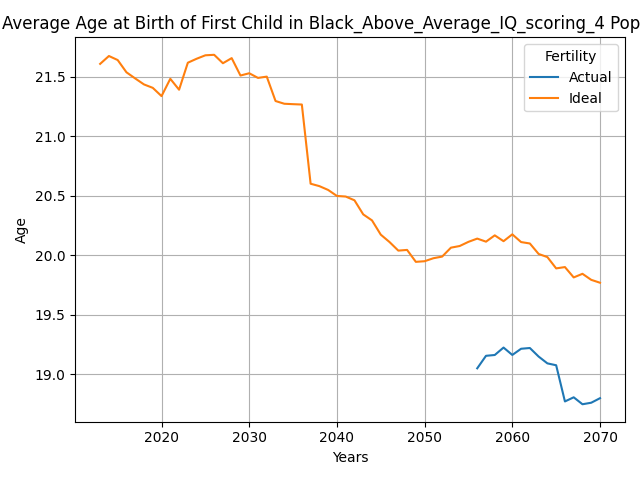 Average Age at Birth of First Child in Black_Above_Average_IQ_scoring_4 Pop
Fertility
Actual
Ideal
21.5
21.0
20.5
20.0
19.5
19.0
Age
2020 2030 2040 2050 2060 2070
Years